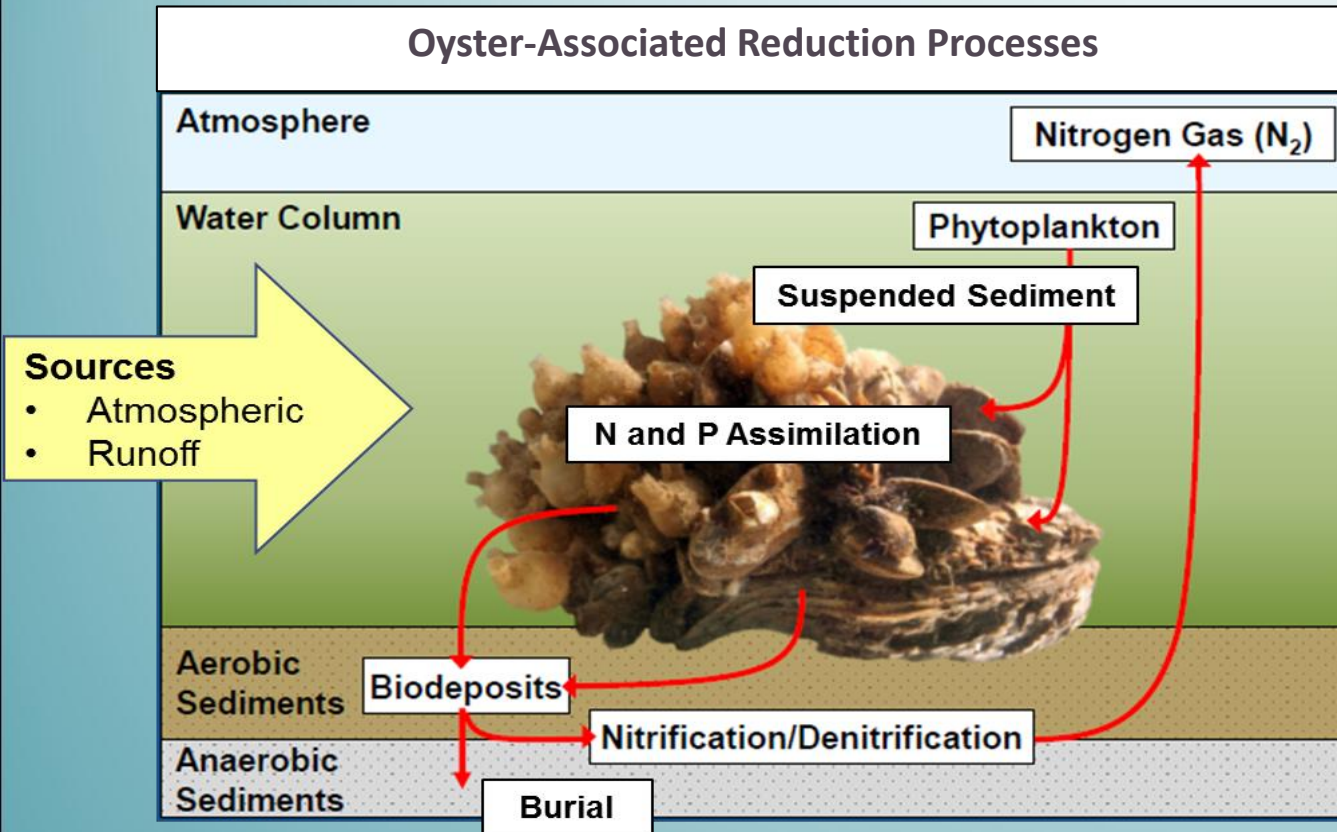 Oyster-Associated Reduction Processes
Atmosphere
Nitrogen Gas (N₂)
Water Column
Phytoplankton
Suspended Sediment
Sources
• Atmospheric
• Runoff
N and P Assimilation
Aerobic
Sediments
Biodeposits
Nitrification/Denitrification
Anaerobic
Sediments
Burial